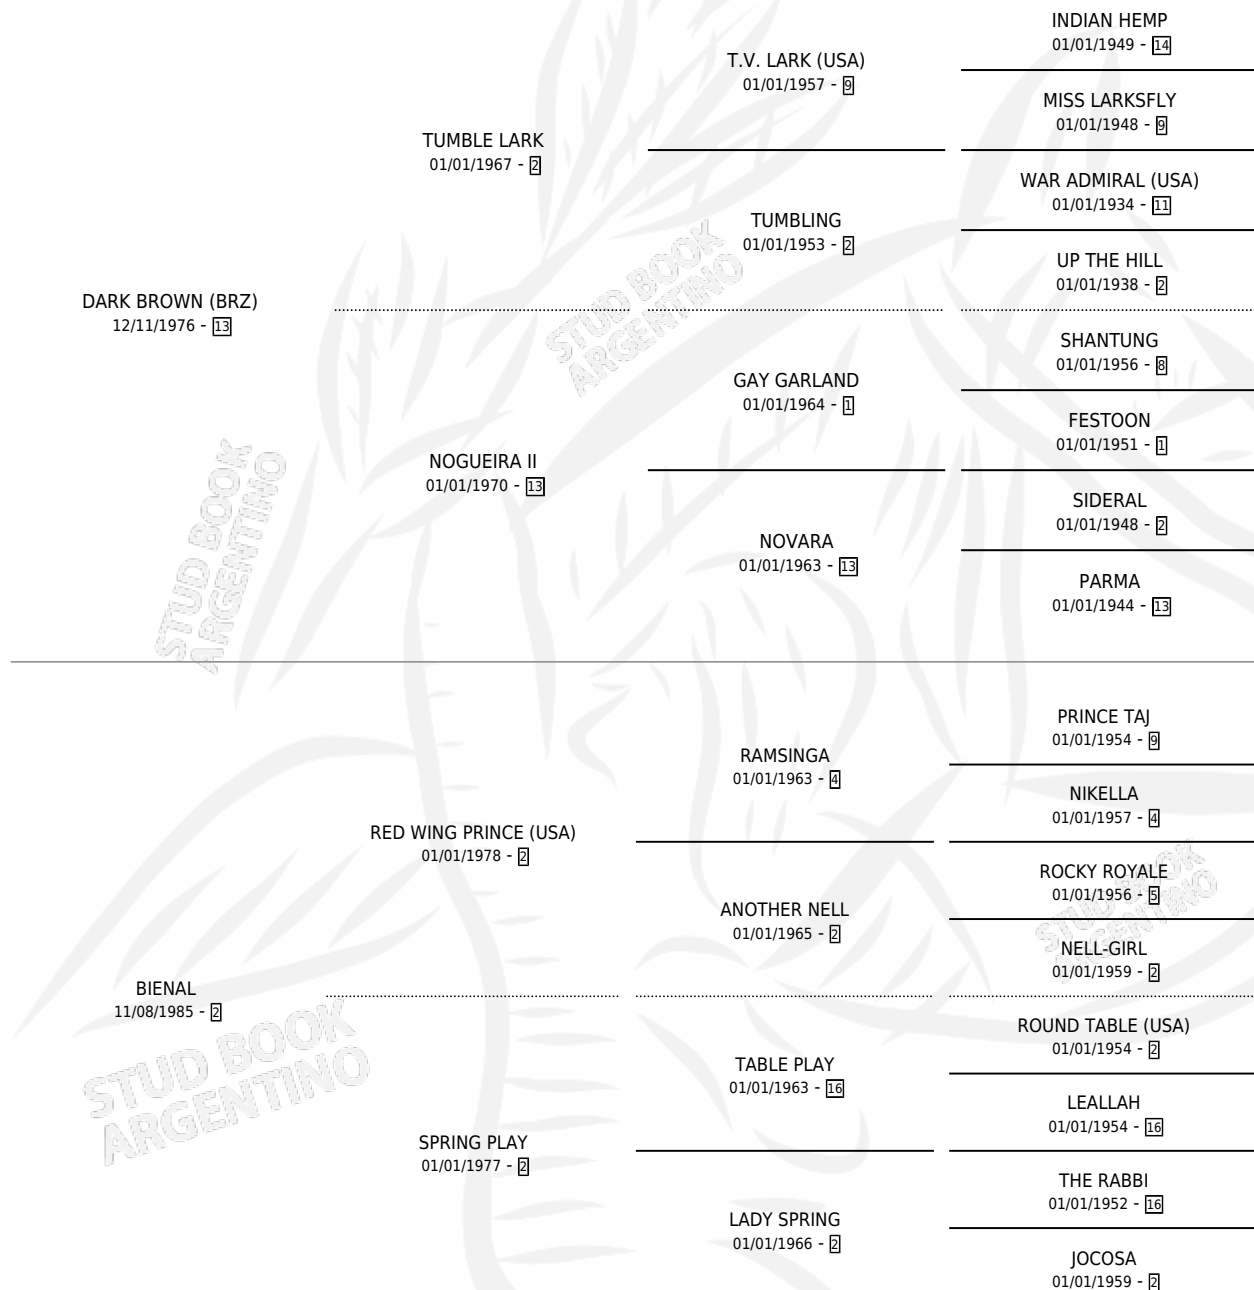 INDIAN HEMP
01/01/1949 - 14
T.V. LARK (USA)
01/01/1957 - 9
MISS LARKSFLY
01/01/1948 - 9
TUMBLE LARK
01/01/1967 - 2
WAR ADMIRAL (USA)
01/01/1934 - 11
TUMBLING
01/01/1953 - 2
UP THE HILL
01/01/1938 - 2
DARK BROWN (BRZ)
12/11/1976 - 13
SHANTUNG
01/01/1956 - 8
GAY GARLAND
01/01/1964 - 1
FESTOON
01/01/1951 - 1
NOGUEIRA II
01/01/1970 - 13
SIDERAL
01/01/1948 - 2
NOVARA
01/01/1963 - 13
PARMA
01/01/1944 - 13
STUD BOOK
ARGENTINO
STUD BOOK
ARGENTINO
PRINCE TAJ
01/01/1954 - 9
RAMSINGA
01/01/1963 - 4
NIKELLA
01/01/1957 - 4
RED WING PRINCE (USA)
01/01/1978 - 2
ROCKY ROYALE
01/01/1956 - 5
ANOTHER NELL
01/01/1965 - 2
NELL-GIRL
01/01/1959 - 2
STUD BOOK
ARGENTINO
BIENAL
11/08/1985 - 2
ROUND TABLE (USA)
01/01/1954 - 2
TABLE PLAY
01/01/1963 - 16
LEALLAH
01/01/1954 - 16
SPRING PLAY
01/01/1977 - 2
THE RABBI
01/01/1952 - 16
LADY SPRING
01/01/1966 - 2
JOCOSA
01/01/1959 - 2
STUD BOOK
ARGENTINO